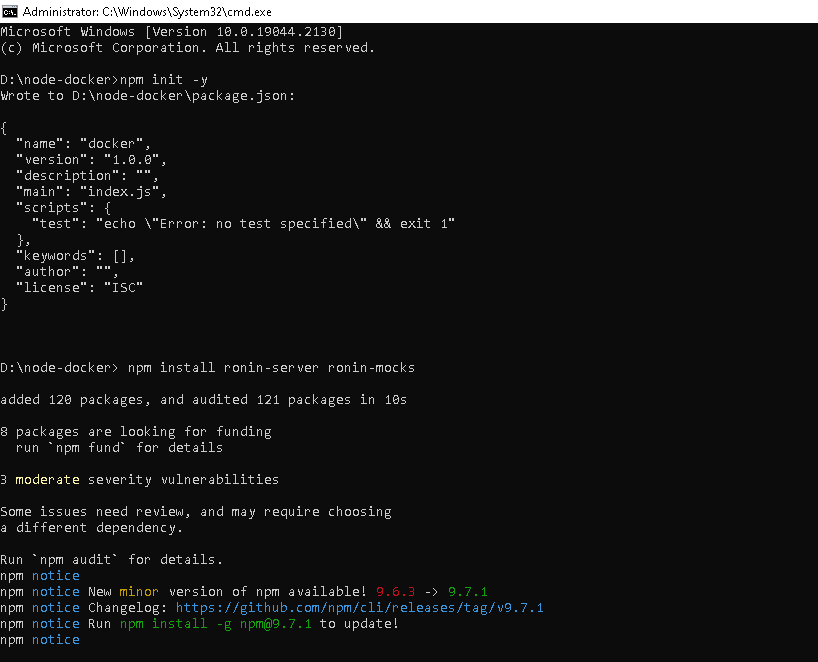 Administrator: C:\Windows\System32\cmd.exe
Microsoft Windows [Version 10.0.19044.2130]
(c) Microsoft Corporation. All rights reserved.
D:\node-docker>npm init -y
Wrote to D:\node-docker\package.json:
{
  "name": "docker",
  "version": "1.0.0",
  "description": "",
  "main": "index.js",
  "scripts": {
    "test": "echo \"Error: no test specified\" && exit 1"
  },
  "keywords": [],
  "author": "",
  "license": "ISC"
}
D:\node-docker> npm install ronin-server ronin-mocks
added 120 packages, and audited 121 packages in 10s
8 packages are looking for funding
  run `npm fund` for details
3 moderate severity vulnerabilities
Some issues need review, and may require choosing
a different dependency.
Run `npm audit` for details.
npm notice
npm notice New minor version of npm available! 9.6.3 -> 9.7.1
npm notice Changelog: https://github.com/npm/cli/releases/tag/v9.7.1
npm notice Run npm install -g npm@9.7.1 to update!
npm notice